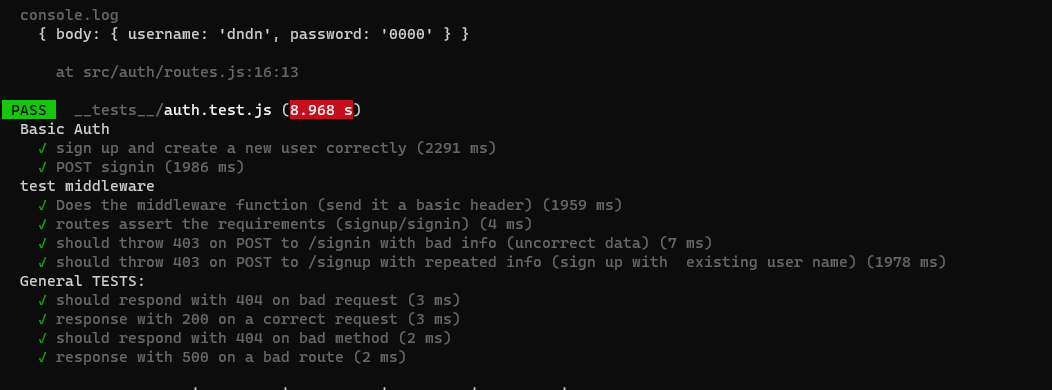 console.log
{ body: { username: 'dndn', password: '0000' } }
at src/auth/routes.js:16:13
PASS __tests__/auth.test.js (8.968 s)
Basic Auth
√ sign up and create a new user correctly (2291 ms)
√ POST signin (1986 ms)
test middleware
√ Does the middleware function (send it a basic header) (1959 ms)
√ routes assert the requirements (signup/signin) (4 ms)
√ should throw 403 on POST to /signin with bad info (uncorrect data) (7 ms)
√ should throw 403 on POST to /signup with repeated info (sign up with  existing user name) (1978 ms)
General TESTS:
√ should respond with 404 on bad request (3 ms)
√ response with 200 on a correct request (3 ms)
√ should respond with 404 on bad method (2 ms)
√ response with 500 on a bad route (2 ms)